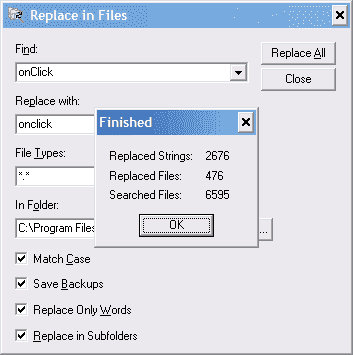 Replace in Files
Find:
onClick
Replace All
Close
Replace with:
onclick
File Types:
*.*
In Folder:
C:\Program Files
...
Finished
Replaced Strings: 2676
Replaced Files: 476
Searched Files: 6595
OK
Match Case
Save Backups
Replace Only Words
Replace in Subfolders